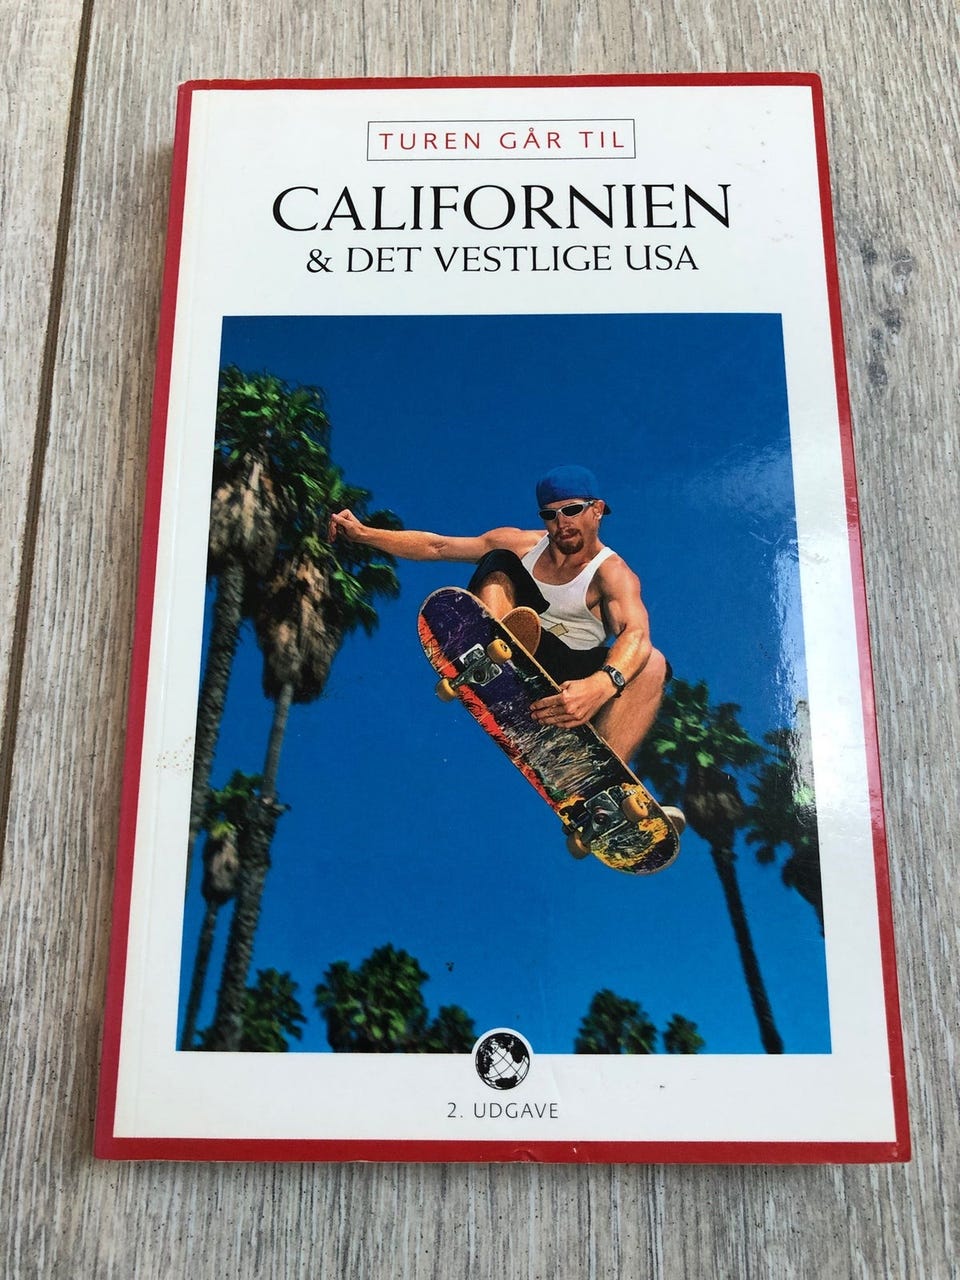 TUREN GÅR TIL
CALIFORNIEN
& DET VESTLIGE USA
2. UDGAVE